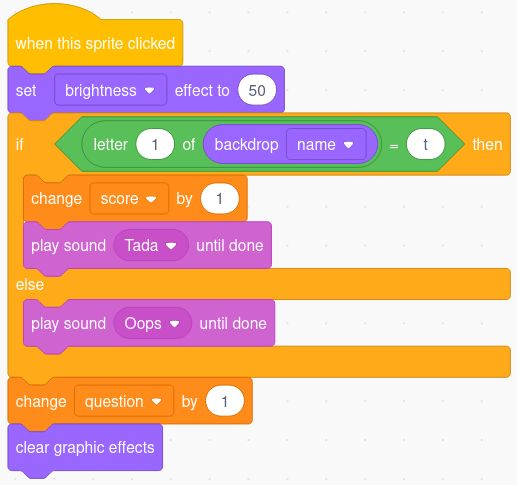 when this sprite clicked
set brightness effect to 50
if letter 1 of backdrop name = t then
change score by 1
play sound Tada until done
else
play sound Oops until done
change question by 1
clear graphic effects